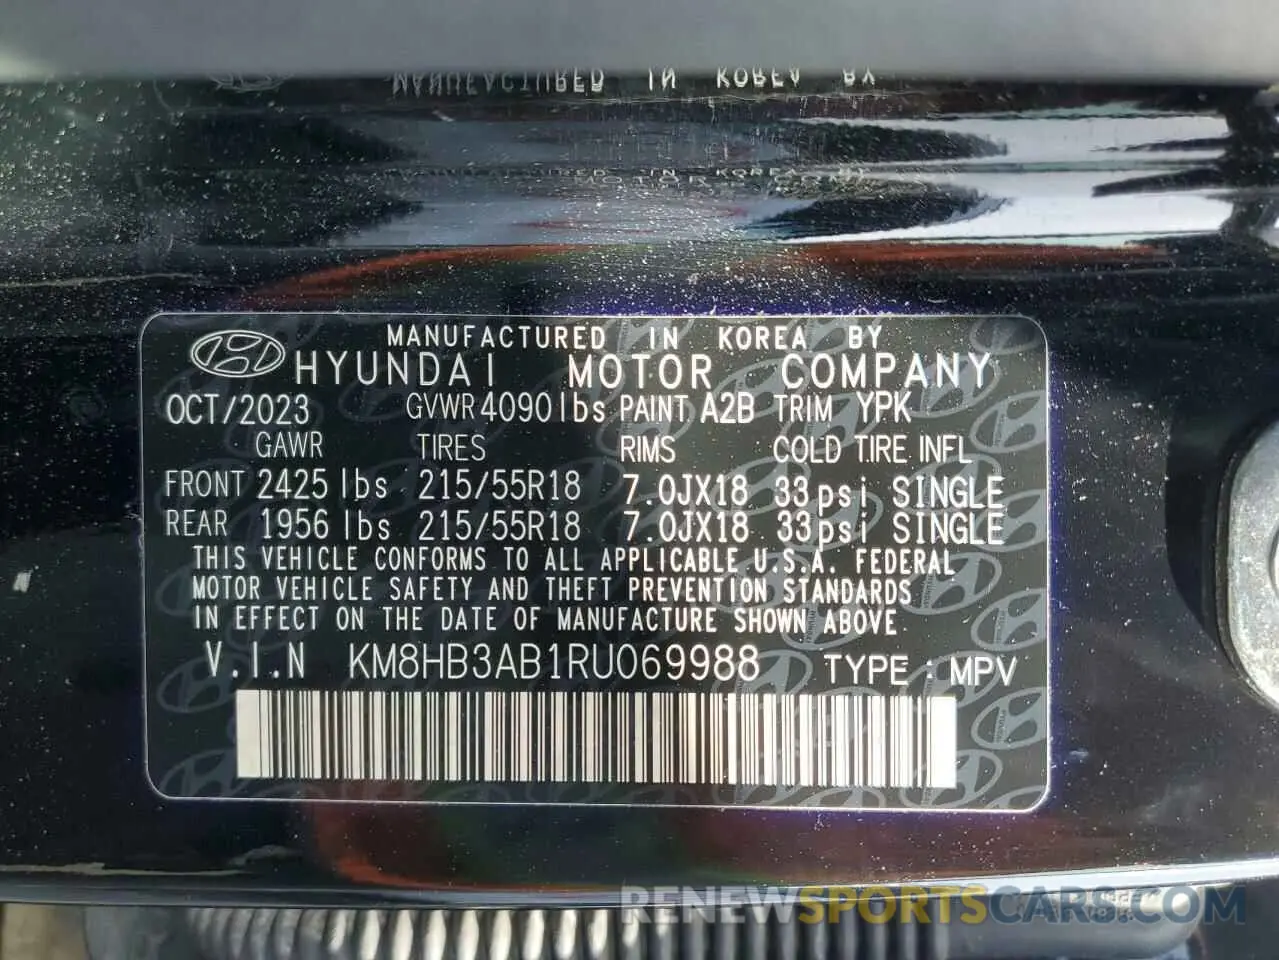 MANUFACTURED IN KOREA BY
HYUNDAI MOTOR COMPANY
OCT/2023 GVWR 4090lbs PAINT A2B TRIM YPK
GAWR TIRES RIMS COLD TIRE INFL
FRONT 2425 lbs 215/55R18 7.0JX18 33psi SINGLE
REAR 1956 lbs 215/55R18 7.0JX18 33psi SINGLE
THIS VEHICLE CONFORMS TO ALL APPLICABLE U.S.A. FEDERAL
MOTOR VEHICLE SAFETY AND THEFT PREVENTION STANDARDS
IN EFFECT ON THE DATE OF MANUFACTURE SHOWN ABOVE
V.I.N KM8HB3AB1RU069988 TYPE : MPV
RENEWSPORTSCARS.COM